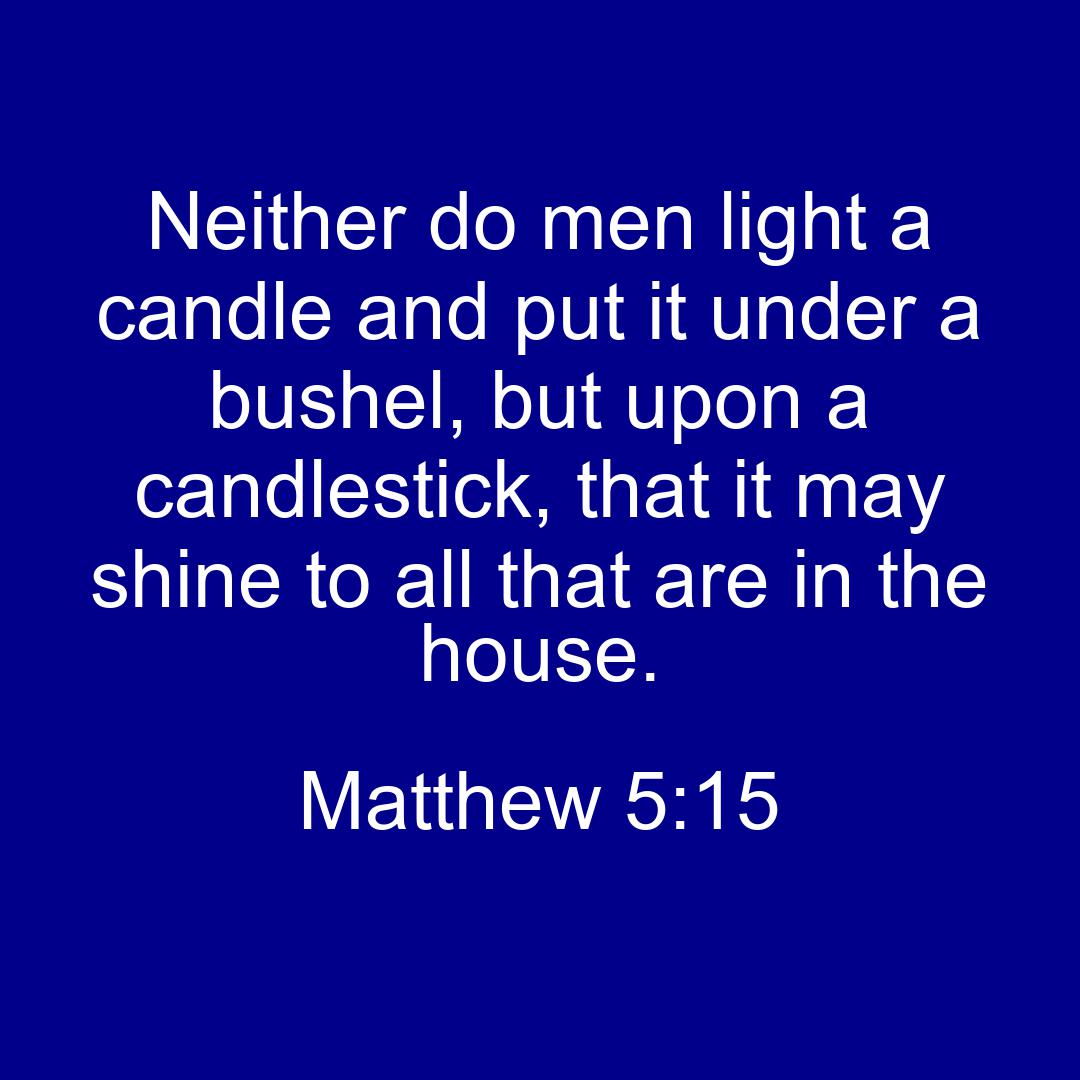 Neither do men light a
candle and put it under a
bushel, but upon a
candlestick, that it may
shine to all that are in the
house.
Matthew 5:15